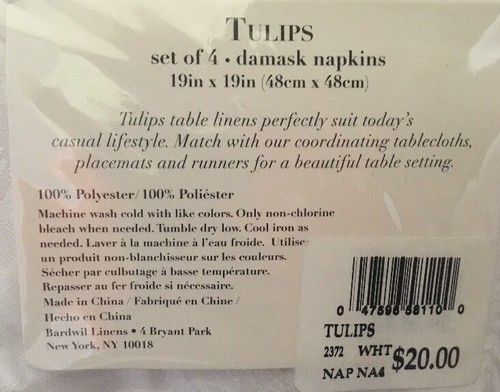 TULIPS
set of 4 • damask napkins
19in x 19in (48cm x 48cm)
Tulips table linens perfectly suit today's
casual lifestyle. Match with our coordinating tablecloths,
placemats and runners for a beautiful table setting.
100% Polyester/100% Poliéster
Machine wash cold with like colors. Only non-chlorine
bleach when needed. Tumble dry low. Cool iron as
needed. Laver à la machine à l'eau froide. Utilise
un produit non-blanchisseur sur les couleurs.
Sécher par culbutage à basse température.
Repasser au fer froid si nécessaire.
Made in China / Fabriqué en Chine /
Hecho en China
Bardwil Linens • 4 Bryant Park
New York, NY 10018
0 47596 58110 0
TULIPS
2372 WHT
NAP NA4 $20.00